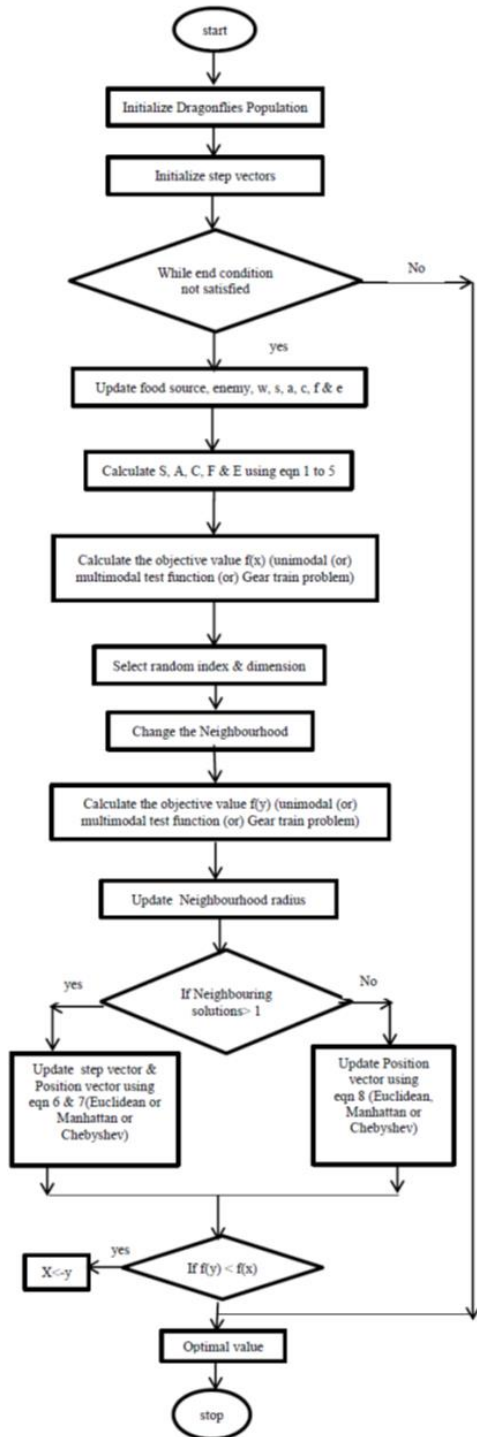 start
Initialize Dragonflies Population
Initialize step vectors
While end condition
not satisfied
No
yes
Update food source, enemy, w, s, a, c, f & e
Calculate S, A, C, F & E using eqn 1 to 5
Calculate the objective value f(x) (unimodal (or)
multimodal test function (or) Gear train problem)
Select random index & dimension
Change the Neighbourhood
Calculate the objective value f(y) (unimodal (or)
multimodal test function (or) Gear train problem)
Update Neighbourhood radius
yes
If Neighbouring
solutions> 1
No
Update step vector &
Position vector using
eqn 6 & 7(Euclidean or
Manhattan or
Chebyshev)
Update Position
vector using
eqn 8 (Euclidean,
Manhattan or
Chebyshev)
yes
X<-y
If f(y) < f(x)
Optimal value
stop